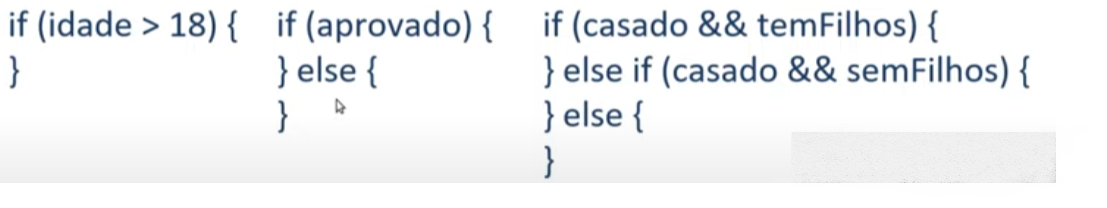 if (idade > 18) {
}
if (aprovado) {
} else {
}
if (casado && temFilhos) {
} else if (casado && semFilhos) {
} else {
}